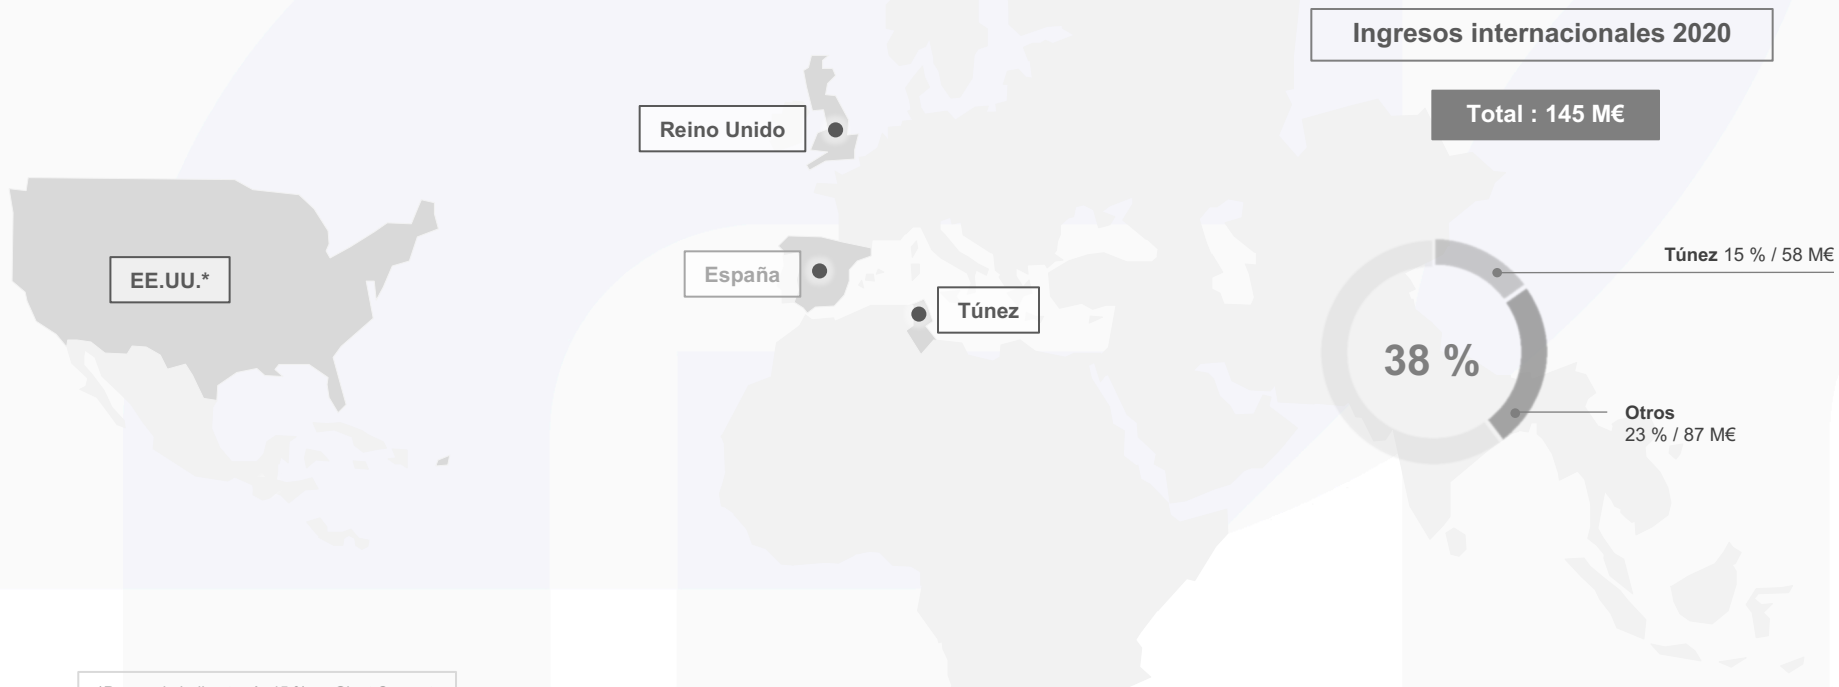 Ingresos internacionales 2020
Total : 145 M€
Reino Unido
EE.UU.*
España
Túnez
Túnez 15 % / 58 M€
38 %
Otros
23 % / 87 M€